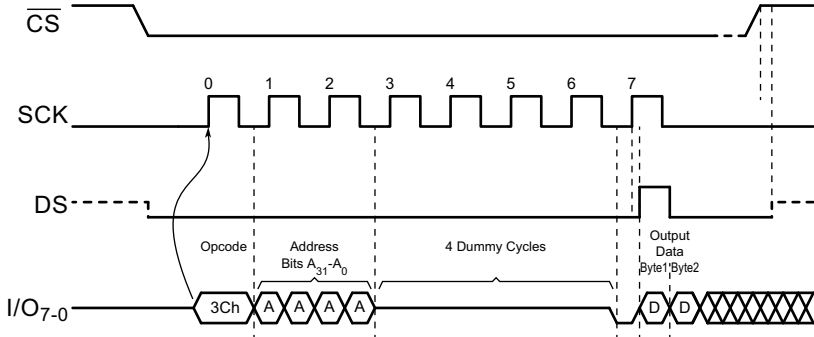 CS
0 1 2 3 4 5 6 7
SCK
DS
Opcode Address 4 Dummy Cycles Output
Bits A31-A0 Data
Byte1 Byte2
I/O7-0 3Ch A A A A D D